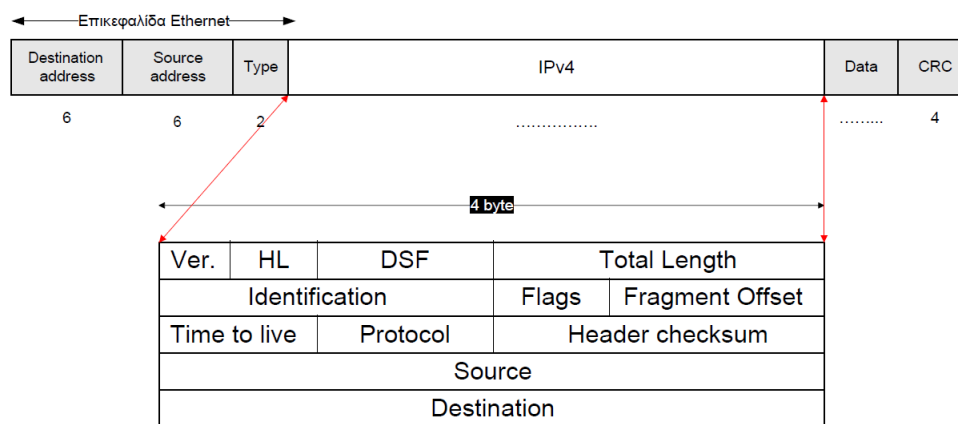 Επικεφαλίδα Ethernet
Destination address
Source address
Type
IPv4
Data
CRC
6
6
2
................
.........
4
4 byte
Ver.
HL
DSF
Total Length
Identification
Flags
Fragment Offset
Time to live
Protocol
Header checksum
Source
Destination